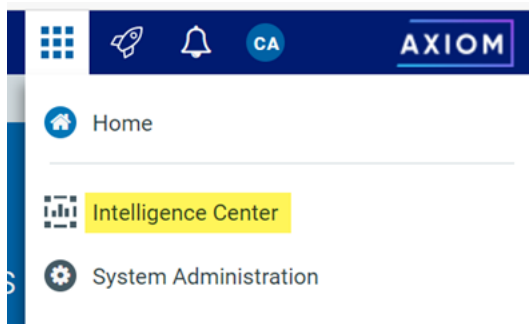 CA AXIOM
Home
Intelligence Center
S
System Administration